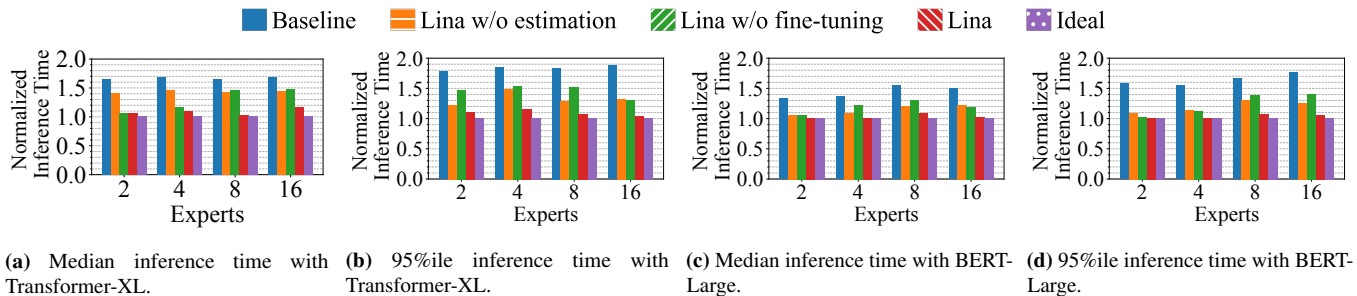 Baseline Lina w/o estimation Lina w/o fine-tuning Lina Ideal
Normalized
Inference Time
2.0
1.5
1.0
0.5
0.0
2 4 8 16
Experts
(a) Median inference time with
Transformer-XL.
Normalized
Inference Time
2.0
1.5
1.0
0.5
0.0
2 4 8 16
Experts
(b) 95%ile inference time with
Transformer-XL.
Normalized
Inference Time
2.0
1.5
1.0
0.5
0.0
2 4 8 16
Experts
(c) Median inference time with BERT-
Large.
Normalized
Inference Time
2.0
1.5
1.0
0.5
0.0
2 4 8 16
Experts
(d) 95%ile inference time with BERT-
Large.